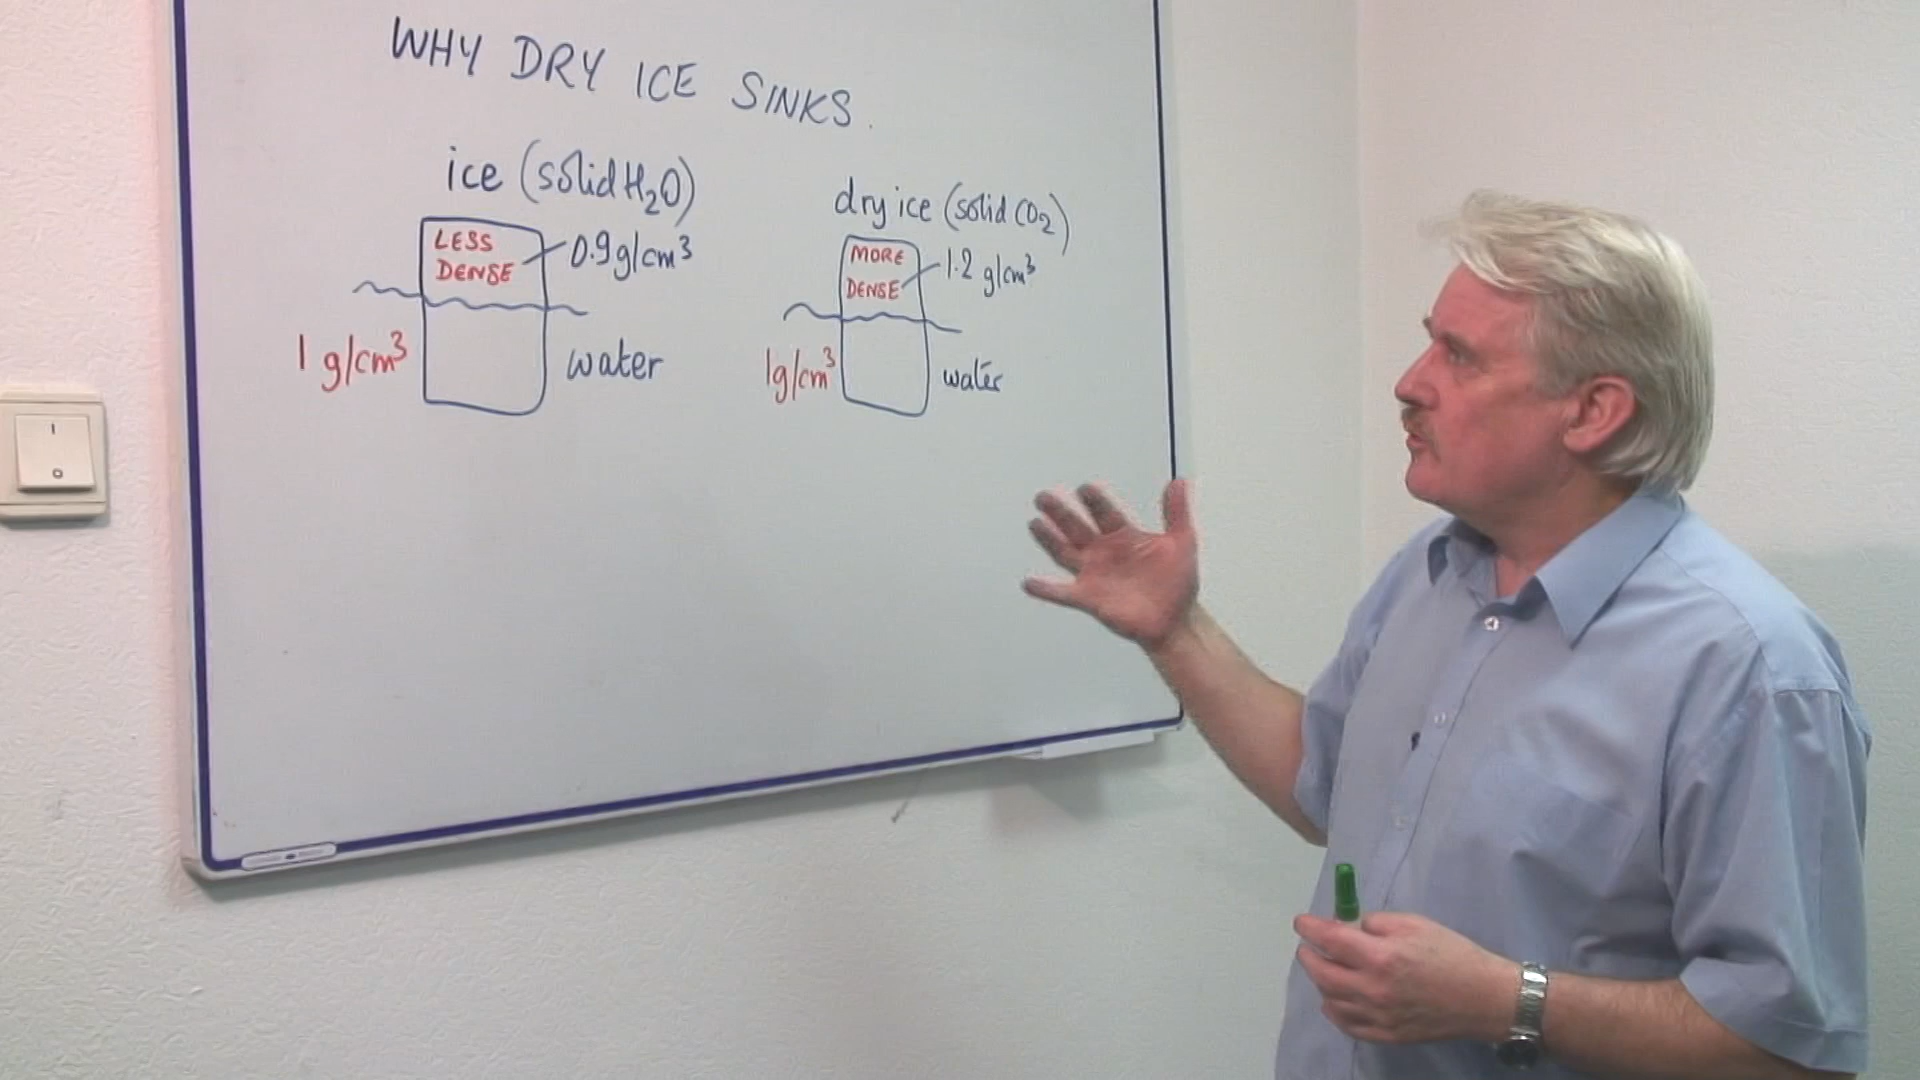 WHY DRY ICE SINKS.
ice (solid H₂O)
LESS
DENSE
0.9g/cm³
1 g/cm³
water
dry ice (solid CO₂)
MORE
DENSE
1.2 g/cm³
1g/cm³
water